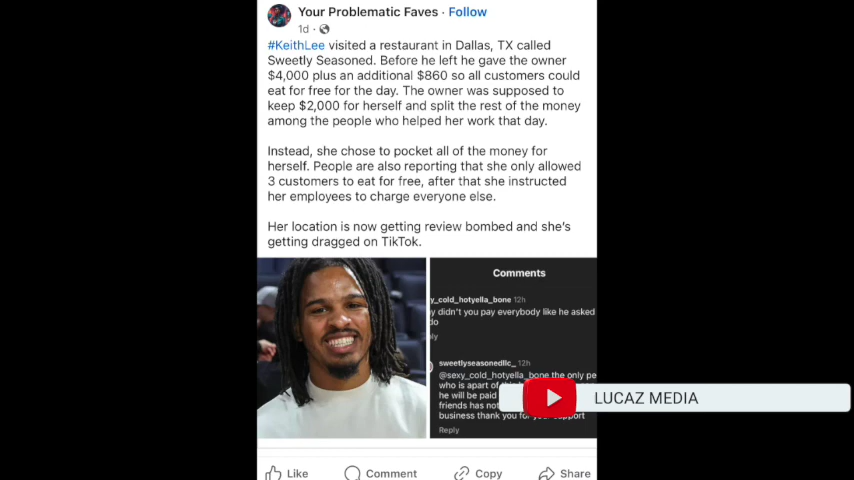 Your Problematic Faves · Follow
1d ·
#KeithLee visited a restaurant in Dallas, TX called
Sweetly Seasoned. Before he left he gave the owner
$4,000 plus an additional $860 so all customers could
eat for free for the day. The owner was supposed to
keep $2,000 for herself and split the rest of the money
among the people who helped her work that day.
Instead, she chose to pocket all of the money for
herself. People are also reporting that she only allowed
3 customers to eat for free, after that she instructed
her employees to charge everyone else.
Her location is now getting review bombed and she's
getting dragged on TikTok.
Comments
y_cold_hotyella_bone 12h
y didn't you pay everybody like he asked
do
ly
sweetlyseasonedllc_ 12h
@sexy_cold_hotyella_bone the only pe
who is apart of
he will be paid
friends has not
business thank you for your support
Reply
LUCAZ MEDIA
Like
Comment
Copy
Share